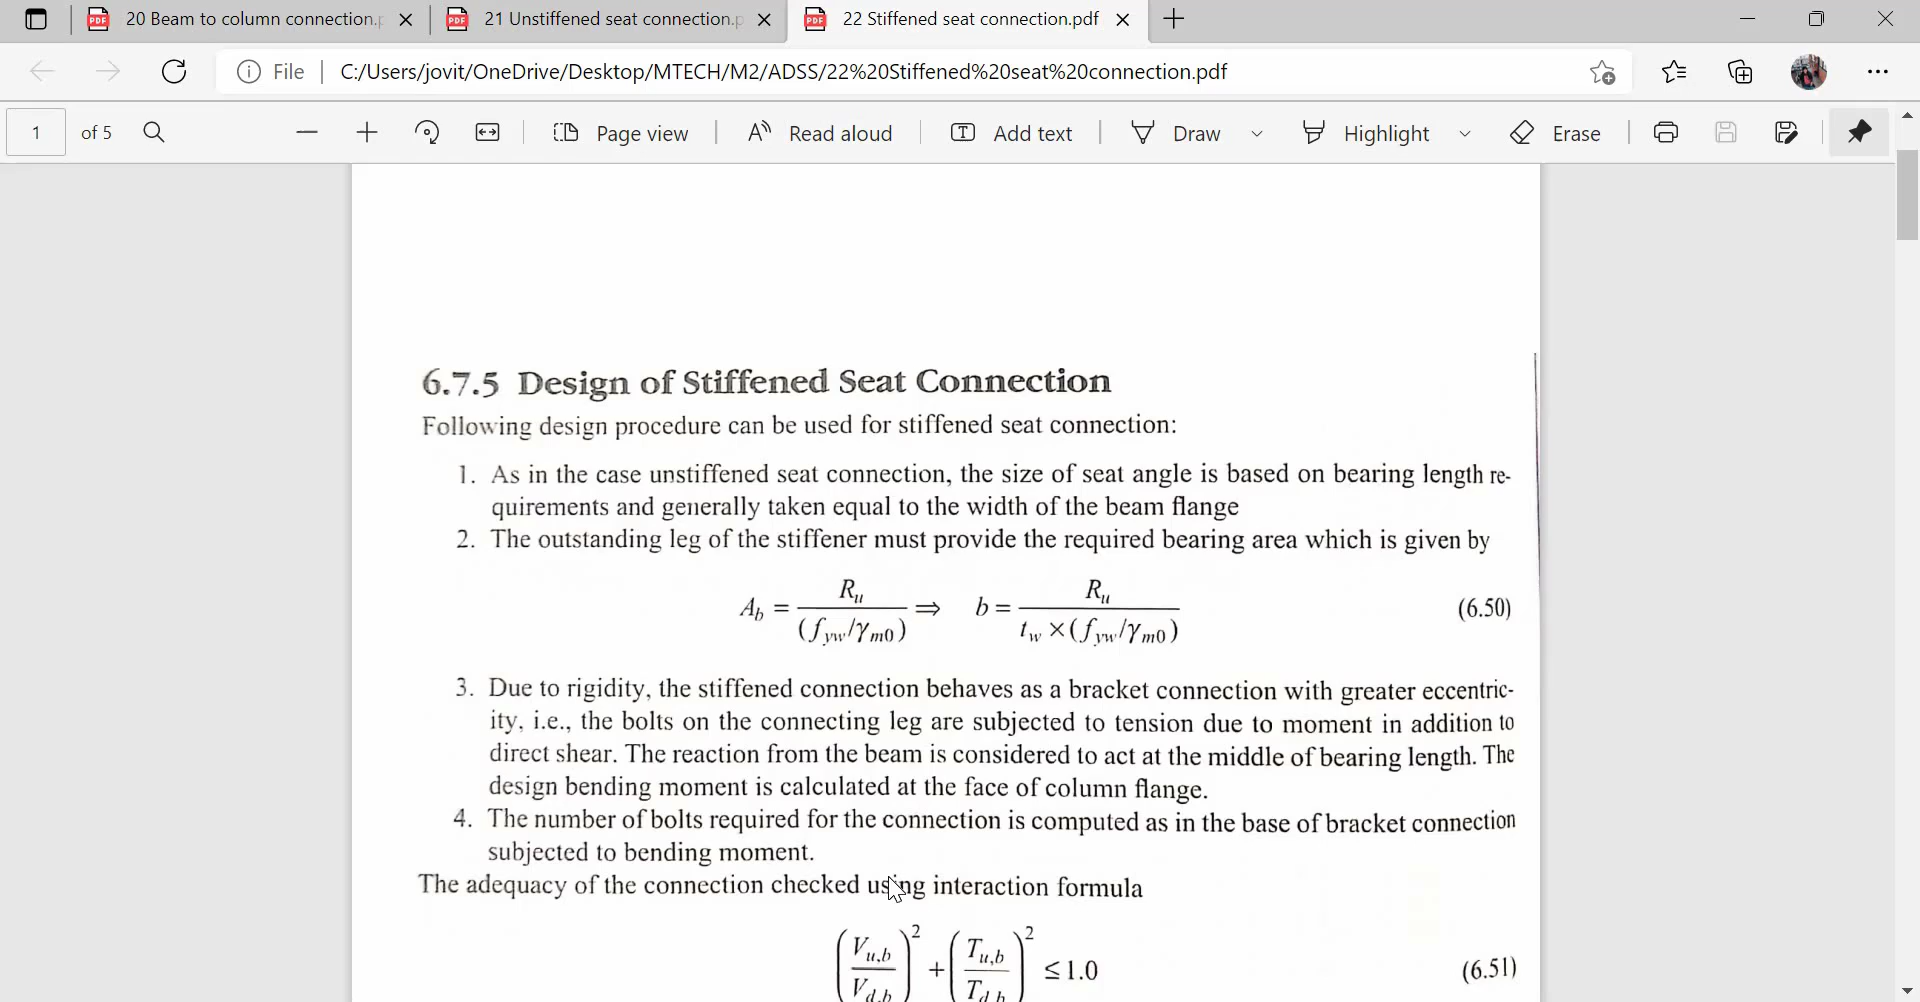 20 Beam to column connection.p
21 Unstiffened seat connection.p
22 Stiffened seat connection.pdf
File
C:/Users/jovit/OneDrive/Desktop/MTECH/M2/ADSS/22%20Stiffened%20seat%20connection.pdf
1 of 5
Page view
Read aloud
Add text
Draw
Highlight
Erase
6.7.5 Design of Stiffened Seat Connection
Following design procedure can be used for stiffened seat connection:
1. As in the case unstiffened seat connection, the size of seat angle is based on bearing length re-
quirements and generally taken equal to the width of the beam flange
2. The outstanding leg of the stiffener must provide the required bearing area which is given by
A_b = R_u / (f_yw/γ_m0) ⇒ b = R_u / (t_w × (f_yw/γ_m0)) (6.50)
3. Due to rigidity, the stiffened connection behaves as a bracket connection with greater eccentric-
ity, i.e., the bolts on the connecting leg are subjected to tension due to moment in addition to
direct shear. The reaction from the beam is considered to act at the middle of bearing length. The
design bending moment is calculated at the face of column flange.
4. The number of bolts required for the connection is computed as in the base of bracket connection
subjected to bending moment.
The adequacy of the connection checked using interaction formula
(V_u,b / V_d,b)² + (T_u,b / T_d,b)² ≤ 1.0 (6.51)